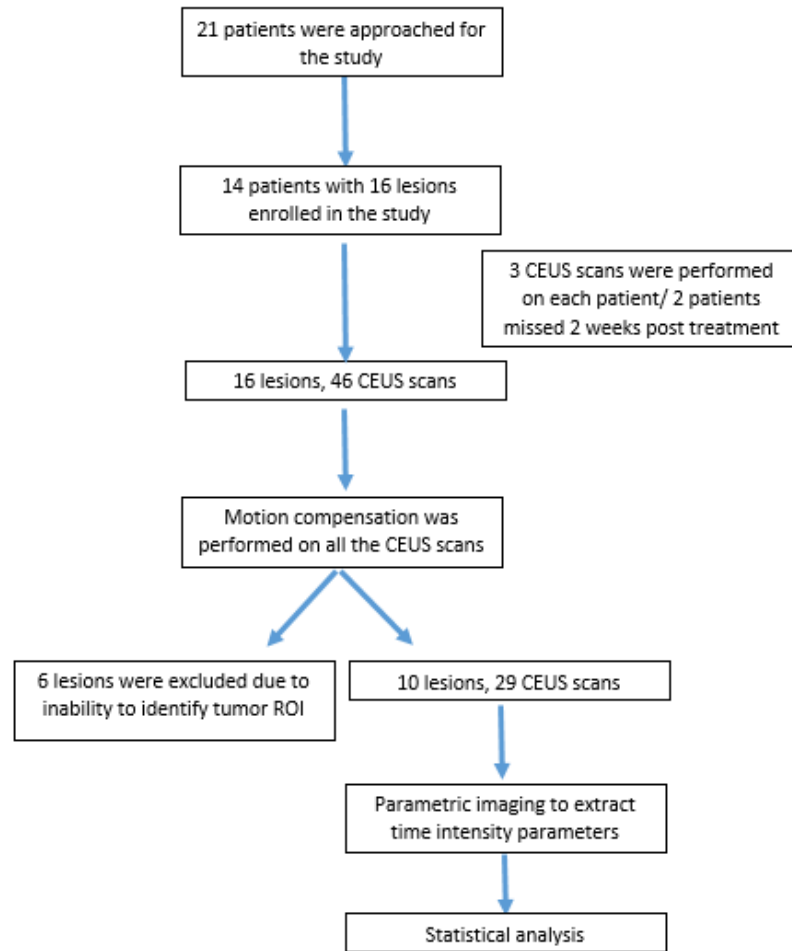 21 patients were approached for
the study
14 patients with 16 lesions
enrolled in the study
3 CEUS scans were performed
on each patient/ 2 patients
missed 2 weeks post treatment
16 lesions, 46 CEUS scans
Motion compensation was
performed on all the CEUS scans
6 lesions were excluded due to
inability to identify tumor ROI
10 lesions, 29 CEUS scans
Parametric imaging to extract
time intensity parameters
Statistical analysis